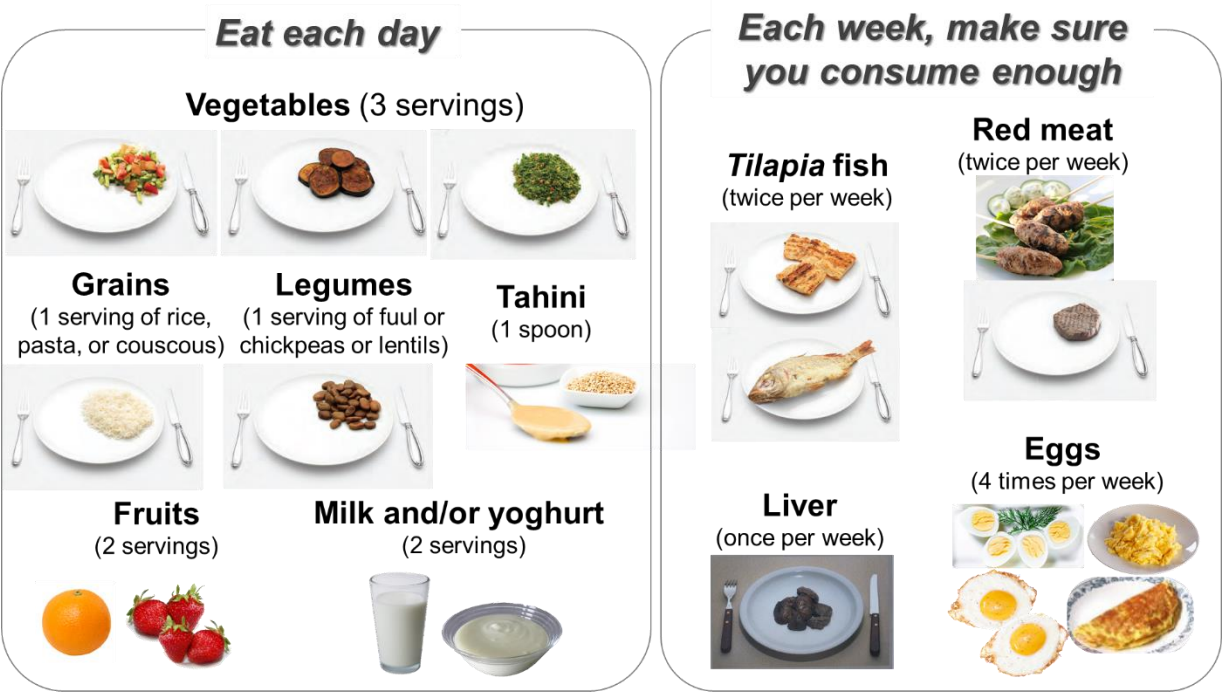 Eat each day
Vegetables (3 servings)
Grains
(1 serving of rice,
pasta, or couscous)
Legumes
(1 serving of fuul or
chickpeas or lentils)
Tahini
(1 spoon)
Fruits
(2 servings)
Milk and/or yoghurt
(2 servings)
Each week, make sure
you consume enough
Tilapia fish
(twice per week)
Red meat
(twice per week)
Liver
(once per week)
Eggs
(4 times per week)